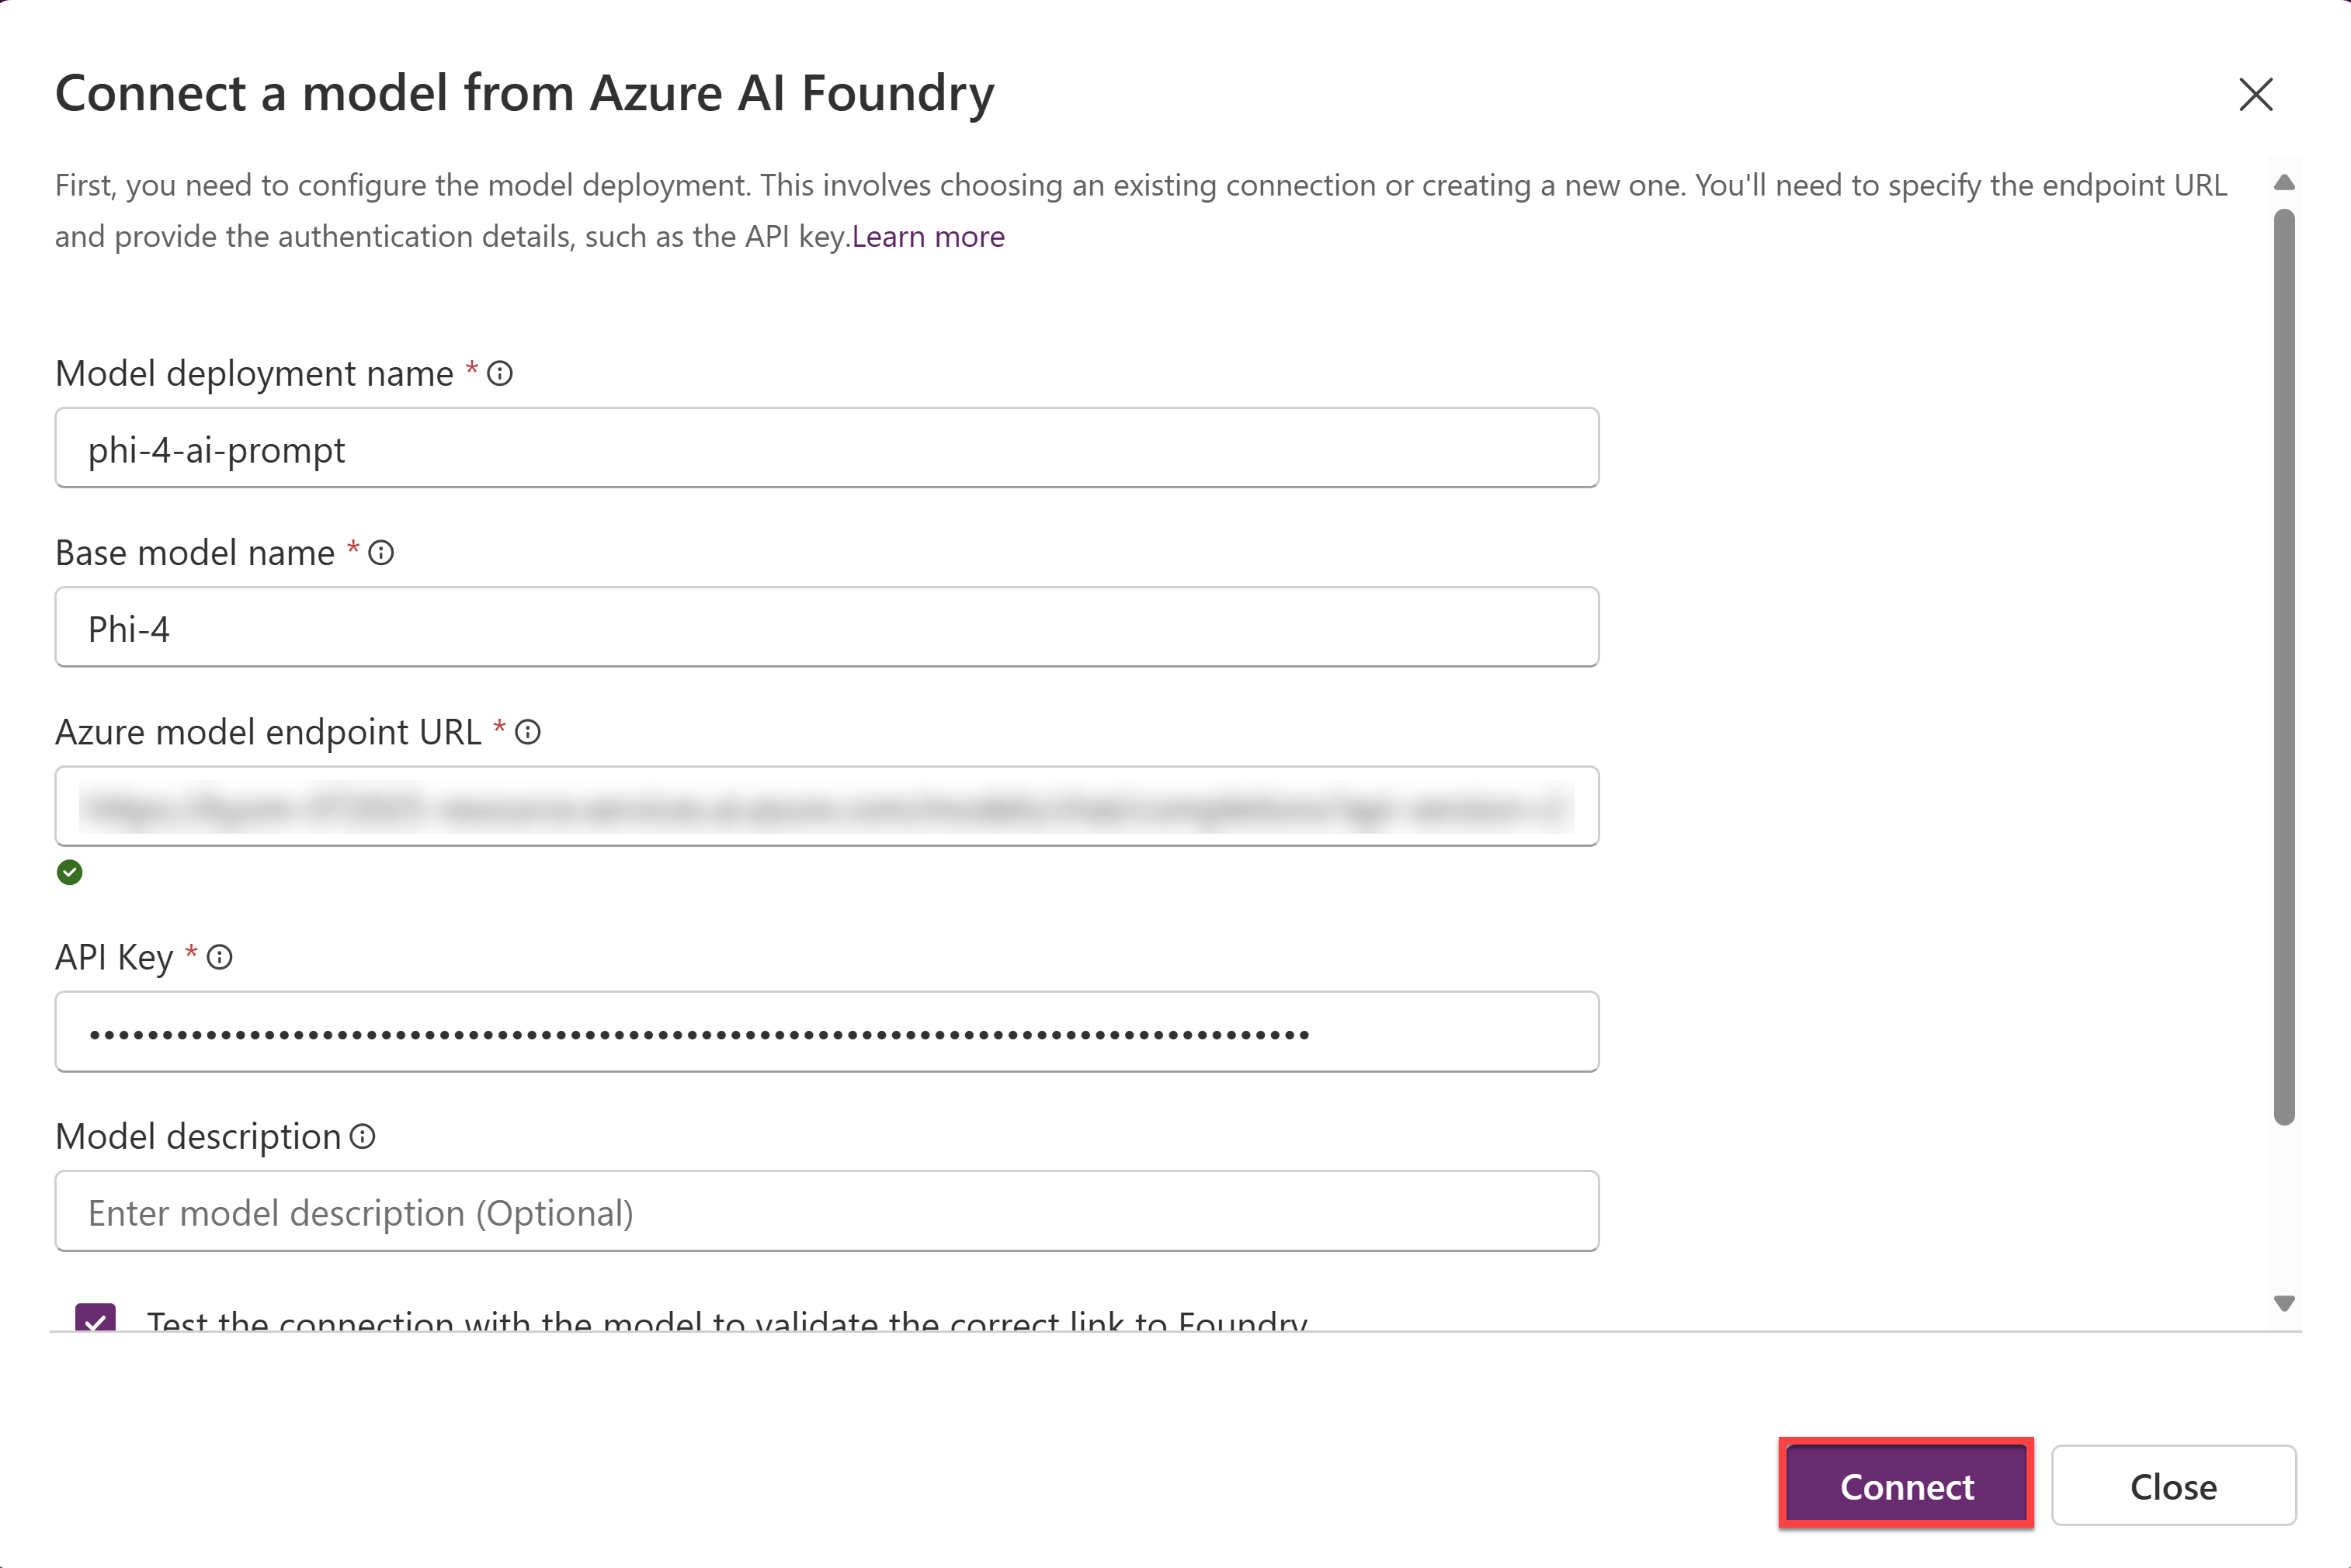 Connect a model from Azure AI Foundry
First, you need to configure the model deployment. This involves choosing an existing connection or creating a new one. You'll need to specify the endpoint URL
and provide the authentication details, such as the API key.Learn more
Model deployment name *
phi-4-ai-prompt
Base model name *
Phi-4
Azure model endpoint URL *
API Key *
Model description
Enter model description (Optional)
Test the connection with the model to validate the correct link to Foundry
Connect
Close